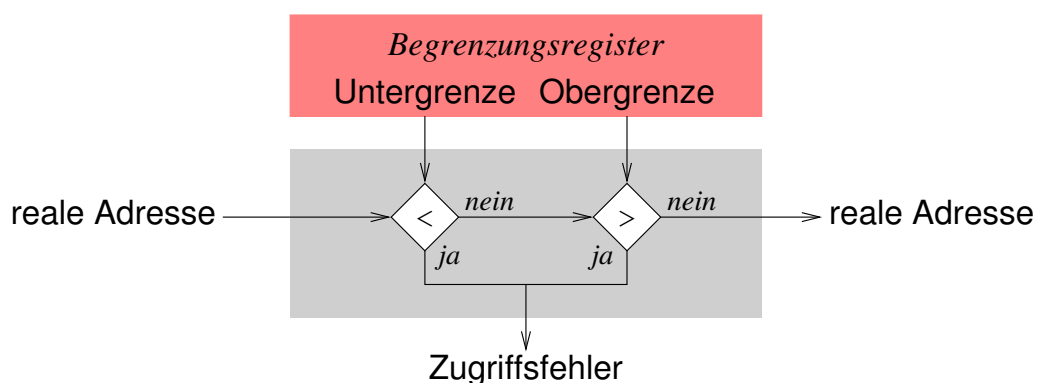 Begrenzungsregister
Untergrenze Obergrenze
reale Adresse < nein > nein reale Adresse
ja ja
Zugriffsfehler